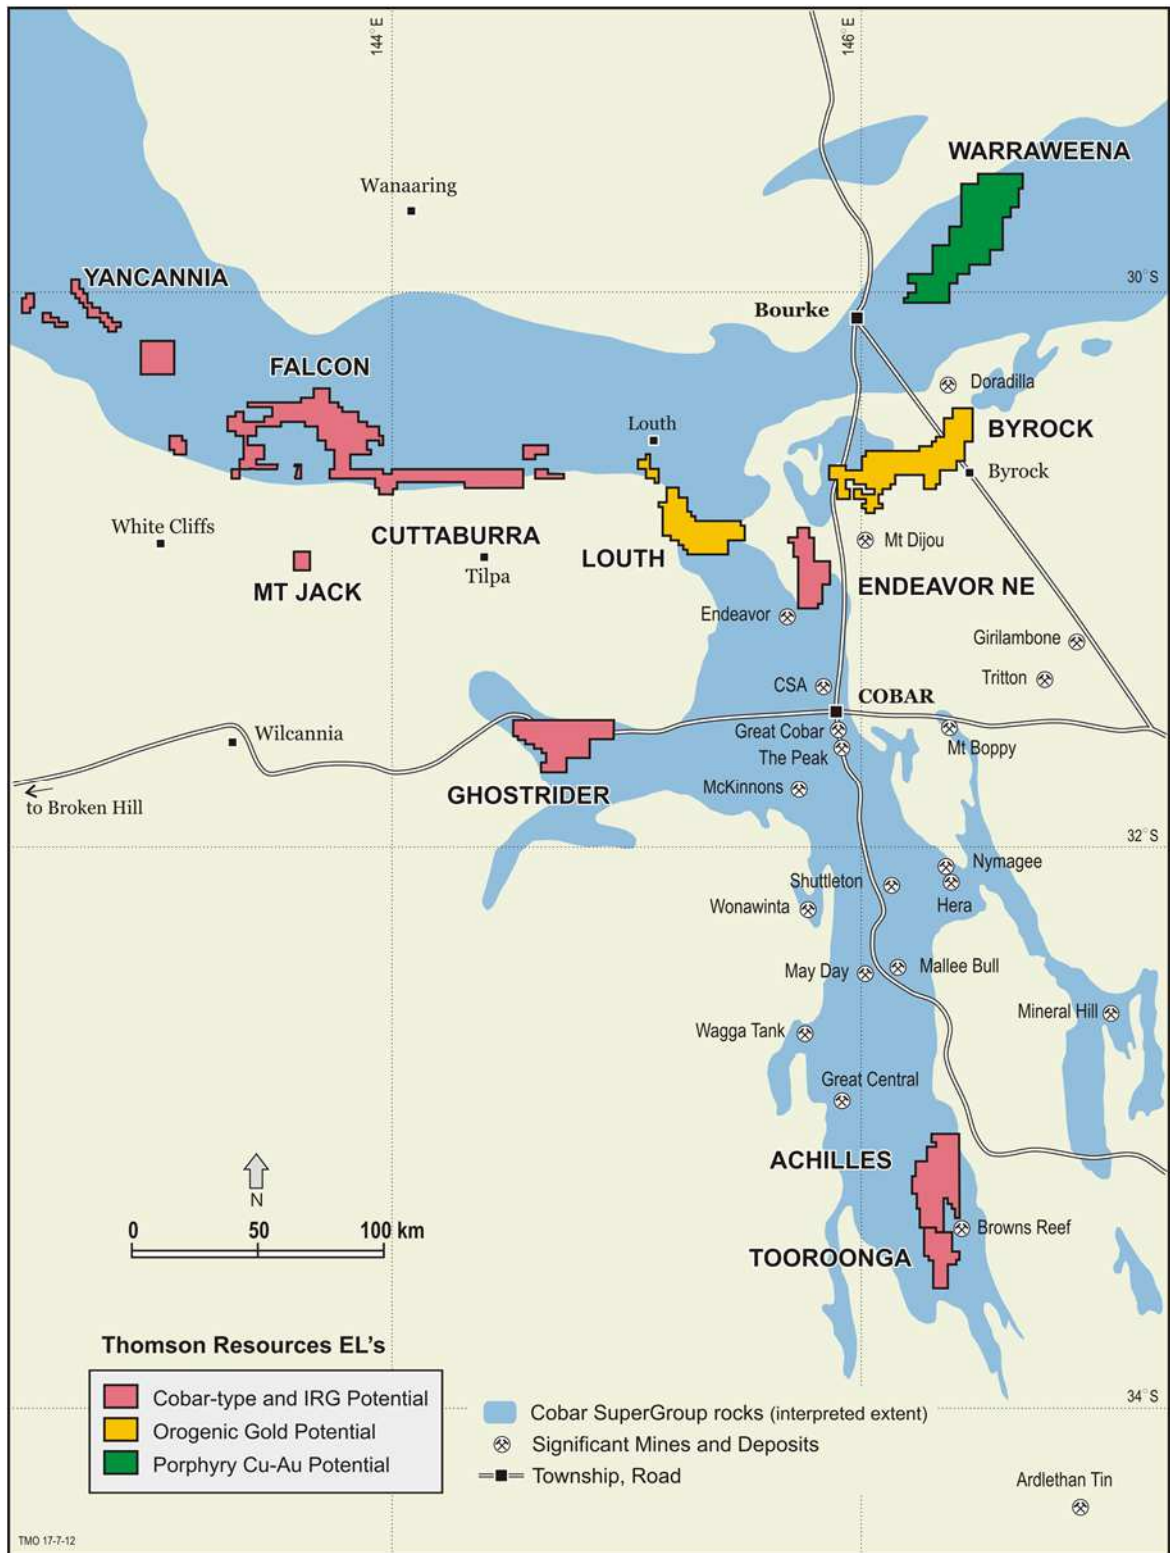 144°E
146°E
WARRAWEENA
Wanaaring
YANCANNIA
30°S
Bourke
FALCON
Doradilla
Louth
BYROCK
Byrock
White Cliffs
CUTTABURRA
Mt Dijou
Tilpa
LOUTH
MT JACK
ENDEAVOR NE
Endeavor
Girilambone
Tritton
CSA
COBAR
Wilcannia
Great Cobar
Mt Boppy
The Peak
McKinnons
GHOSTRIDER
to Broken Hill
32°S
Nymagee
Shuttleton
Hera
Wonawinta
Mallee Bull
May Day
Mineral Hill
Wagga Tank
Great Central
ACHILLES
N
0 50 100 km
Browns Reef
TOOROONGA
Thomson Resources EL's
Cobar-type and IRG Potential
Orogenic Gold Potential
Porphyry Cu-Au Potential
34°S
Cobar SuperGroup rocks (interpreted extent)
Significant Mines and Deposits
Township, Road
Ardlethan Tin
TMO 17-7-12